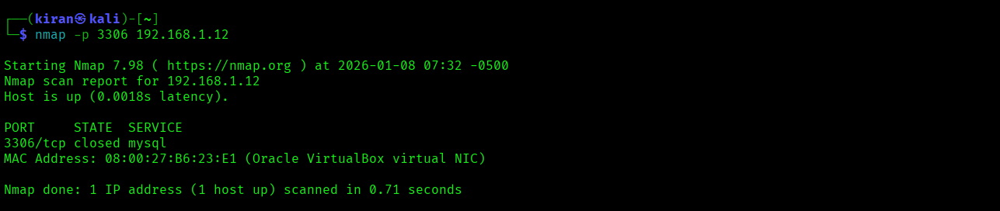 ┌──(kiran㉿kali)-[~]
└─$ nmap -p 3306 192.168.1.12
Starting Nmap 7.98 ( https://nmap.org ) at 2026-01-08 07:32 -0500
Nmap scan report for 192.168.1.12
Host is up (0.0018s latency).
PORT     STATE  SERVICE
3306/tcp closed mysql
MAC Address: 08:00:27:B6:23:E1 (Oracle VirtualBox virtual NIC)
Nmap done: 1 IP address (1 host up) scanned in 0.71 seconds